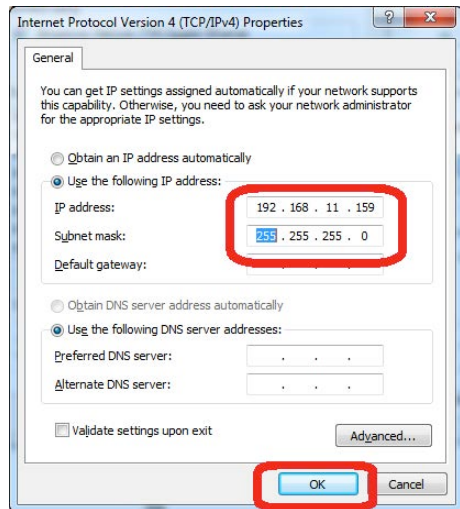 Internet Protocol Version 4 (TCP/IPv4) Properties
General
You can get IP settings assigned automatically if your network supports
this capability. Otherwise, you need to ask your network administrator
for the appropriate IP settings.
Obtain an IP address automatically
Use the following IP address:
IP address: 192 . 168 . 11 . 159
Subnet mask: 255 . 255 . 255 . 0
Default gateway: . . .
Obtain DNS server address automatically
Use the following DNS server addresses:
Preferred DNS server: . . .
Alternate DNS server: . . .
Validate settings upon exit
Advanced...
OK Cancel